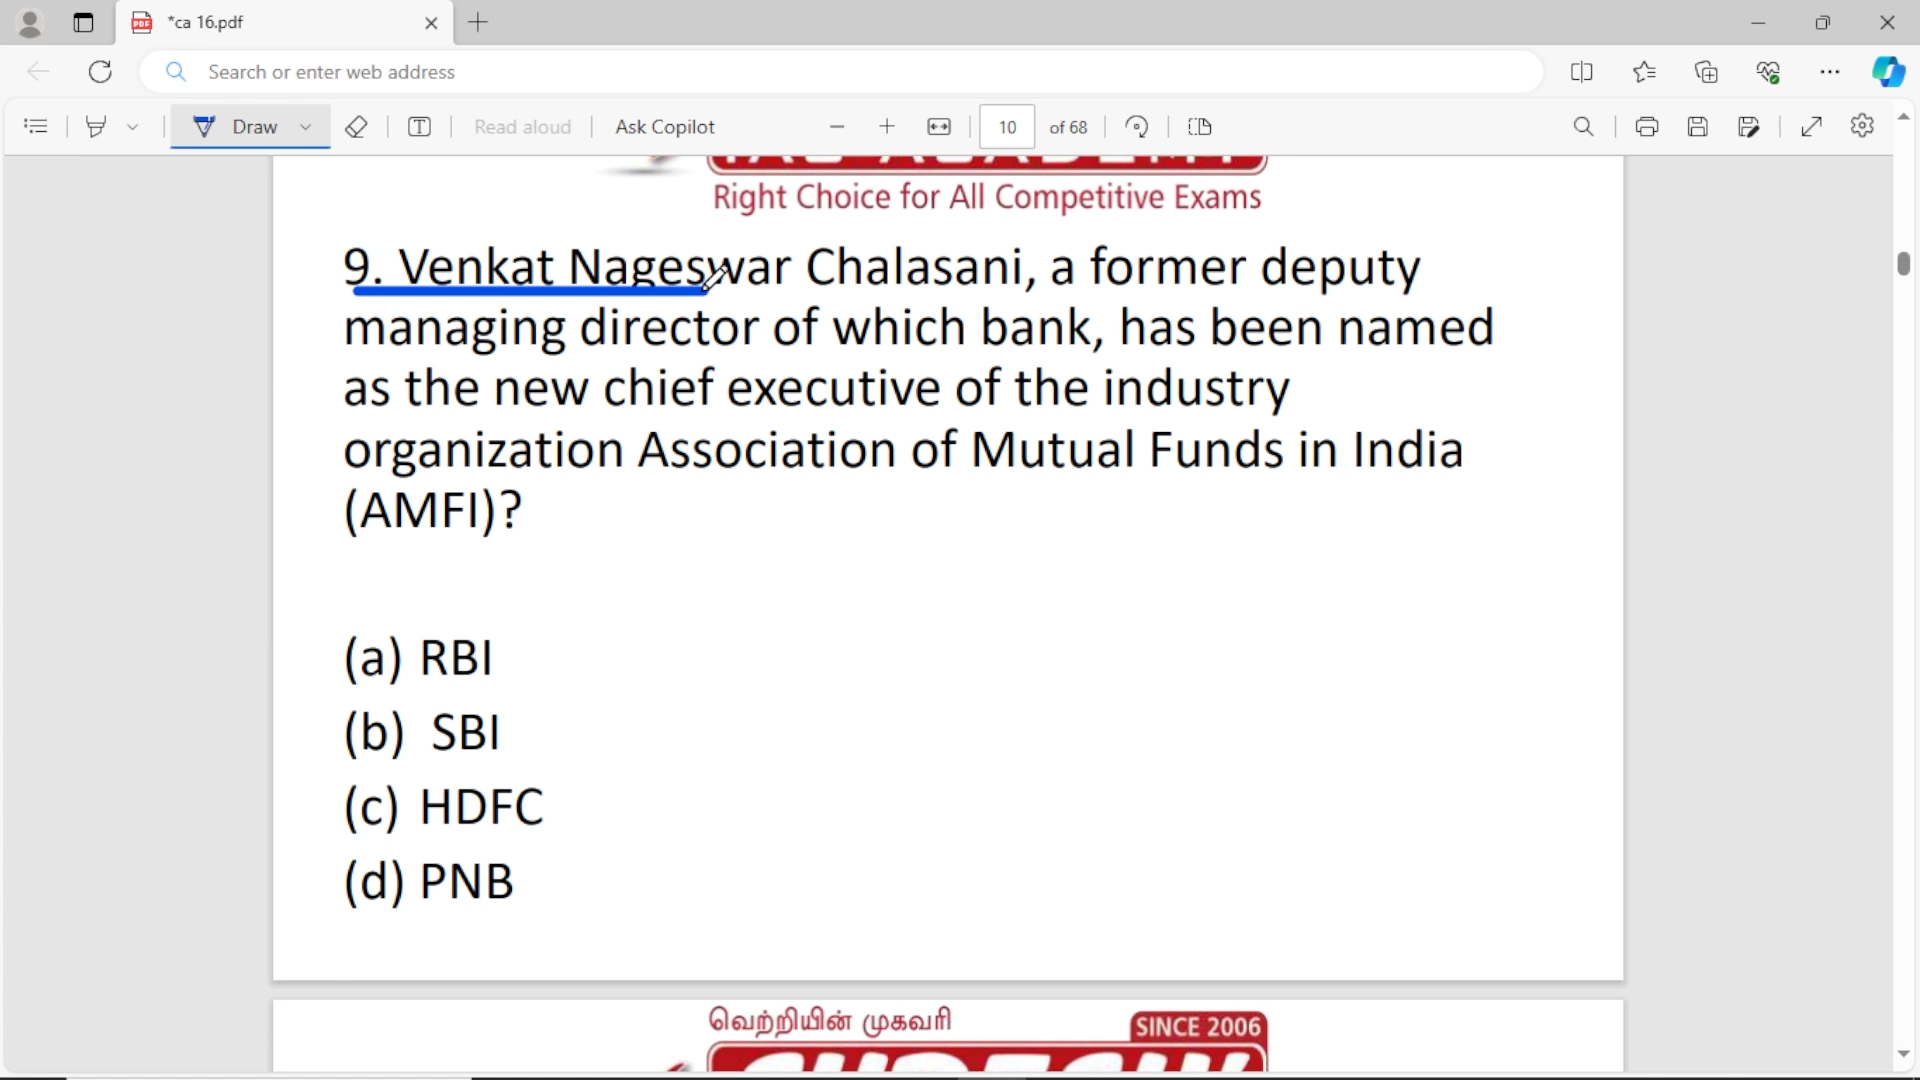 *ca 16.pdf
Search or enter web address
Draw
Read aloud
Ask Copilot
10 of 68
Right Choice for All Competitive Exams
9. Venkat Nageswar Chalasani, a former deputy
managing director of which bank, has been named
as the new chief executive of the industry
organization Association of Mutual Funds in India
(AMFI)?
(a) RBI
(b) SBI
(c) HDFC
(d) PNB
வெற்றியின் முகவரி
SINCE 2006